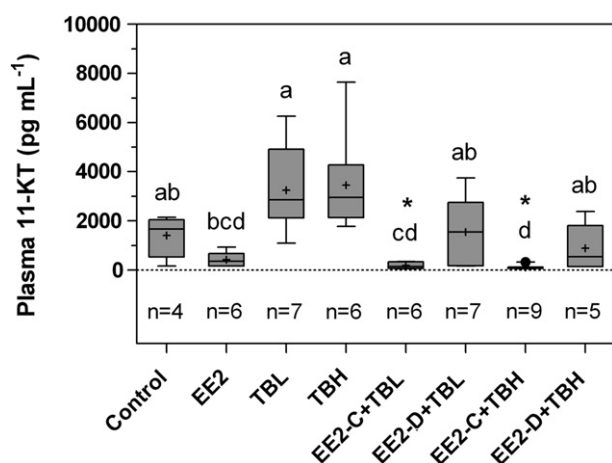 Plasma 11-KT (pg mL⁻¹)
10000
8000
6000
4000
2000
0
ab
bcd
a
a
*
cd
ab
*
d
ab
n=4
n=6
n=7
n=6
n=6
n=7
n=9
n=5
Control
EE2
TBL
TBH
EE2-C+TBL
EE2-D+TBL
EE2-C+TBH
EE2-D+TBH